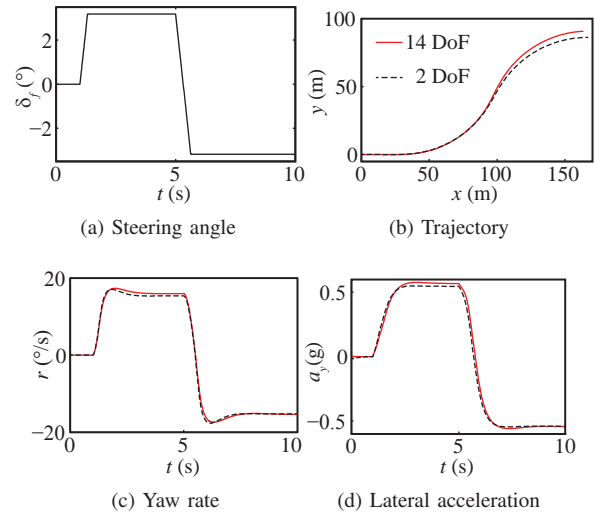 2
0
−2
δf (°)
0
5
10
t (s)
(a) Steering angle
100
50
0
y (m)
14 DoF
2 DoF
0
50
100
150
x (m)
(b) Trajectory
20
0
−20
r (°/s)
0
5
10
t (s)
(c) Yaw rate
0.5
0
−0.5
ay(g)
0
5
10
t (s)
(d) Lateral acceleration